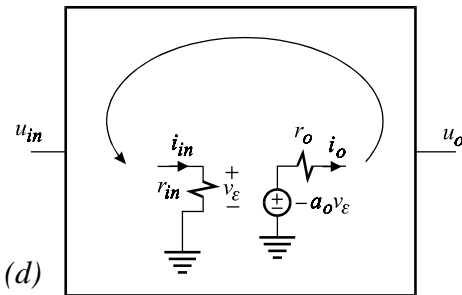 u_in
u_o
i_in
r_o
i_o
r_in
+
v_ε
−
+
−
−a_o v_ε
(d)